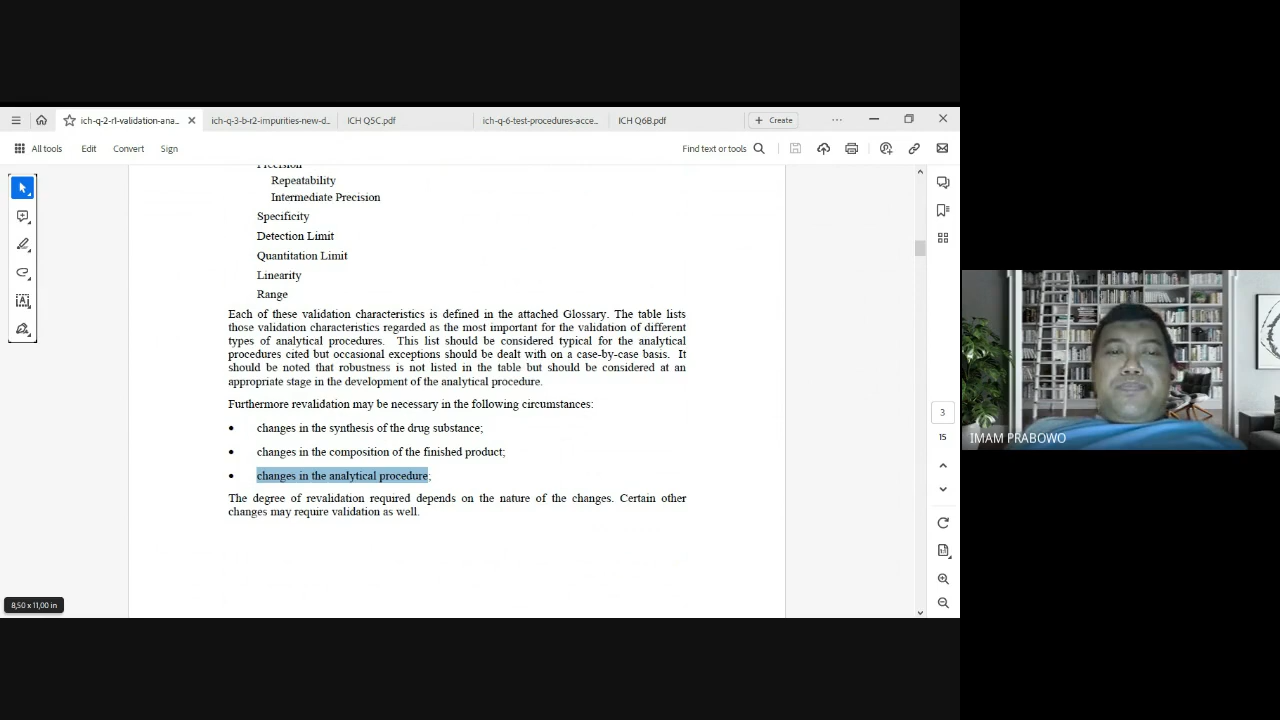 ich-q-2-r1-validation-ana...
ich-q-3-b-r2-impurities-new-d...
ICH Q5C.pdf
ich-q-6-test-procedures-acce...
ICH Q6B.pdf
Create
All tools
Edit
Convert
Sign
Find text or tools
Precision
Repeatability
Intermediate Precision
Specificity
Detection Limit
Quantitation Limit
Linearity
Range
Each of these validation characteristics is defined in the attached Glossary. The table lists
those validation characteristics regarded as the most important for the validation of different
types of analytical procedures. This list should be considered typical for the analytical
procedures cited but occasional exceptions should be dealt with on a case-by-case basis. It
should be noted that robustness is not listed in the table but should be considered at an
appropriate stage in the development of the analytical procedure.
Furthermore revalidation may be necessary in the following circumstances:
• changes in the synthesis of the drug substance;
• changes in the composition of the finished product;
• changes in the analytical procedure;
The degree of revalidation required depends on the nature of the changes. Certain other
changes may require validation as well.
8,50 x 11,00 in
3
15
IMAM PRABOWO